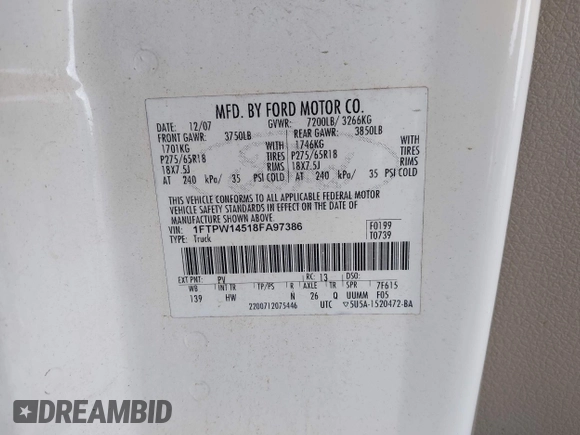 MFD. BY FORD MOTOR CO.
DATE: 12/07 GVWR: 7200LB/ 3266KG
FRONT GAWR: 3750LB REAR GAWR: 3850LB
1701KG WITH 1746KG WITH
P275/65R18 TIRES P275/65R18 TIRES
18X7.5J RIMS 18X7.5J RIMS
AT 240 kPa/ 35 PSI COLD AT 240 kPa/ 35 PSI COLD
THIS VEHICLE CONFORMS TO ALL APPLICABLE FEDERAL MOTOR
VEHICLE SAFETY STANDARDS IN EFFECT ON THE DATE OF
MANUFACTURE SHOWN ABOVE.
VIN: 1FTPW14518FA97386 F0199
TYPE: Truck T0739
EXT PNT: PV RC: 13 DSO:
WB INT TR TP/PS R AXLE TR SPR 7F615
139 HW N 26 Q UUMM F05
2200712075446 UTC ▽5U5A-1520472-BA
DREAMBID